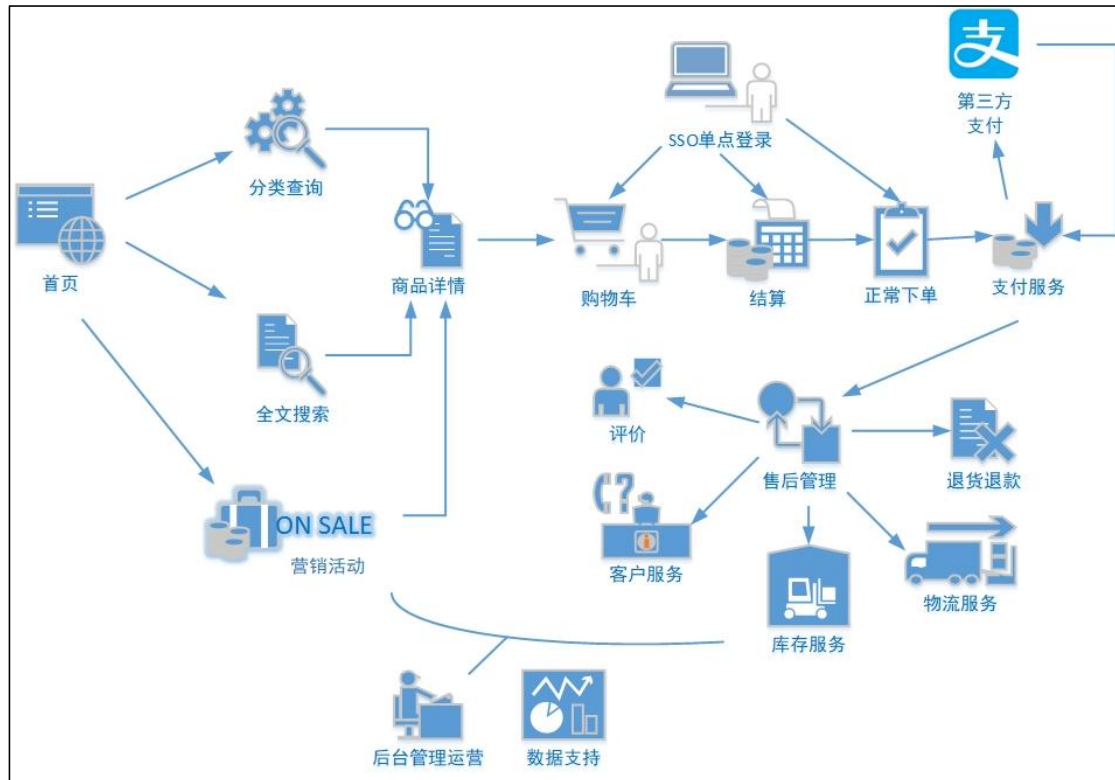 首页
分类查询
全文搜索
ON SALE
营销活动
商品详情
SSO单点登录
购物车
结算
正常下单
支
第三方
支付
支付服务
评价
售后管理
退货退款
客户服务
库存服务
物流服务
后台管理运营
数据支持